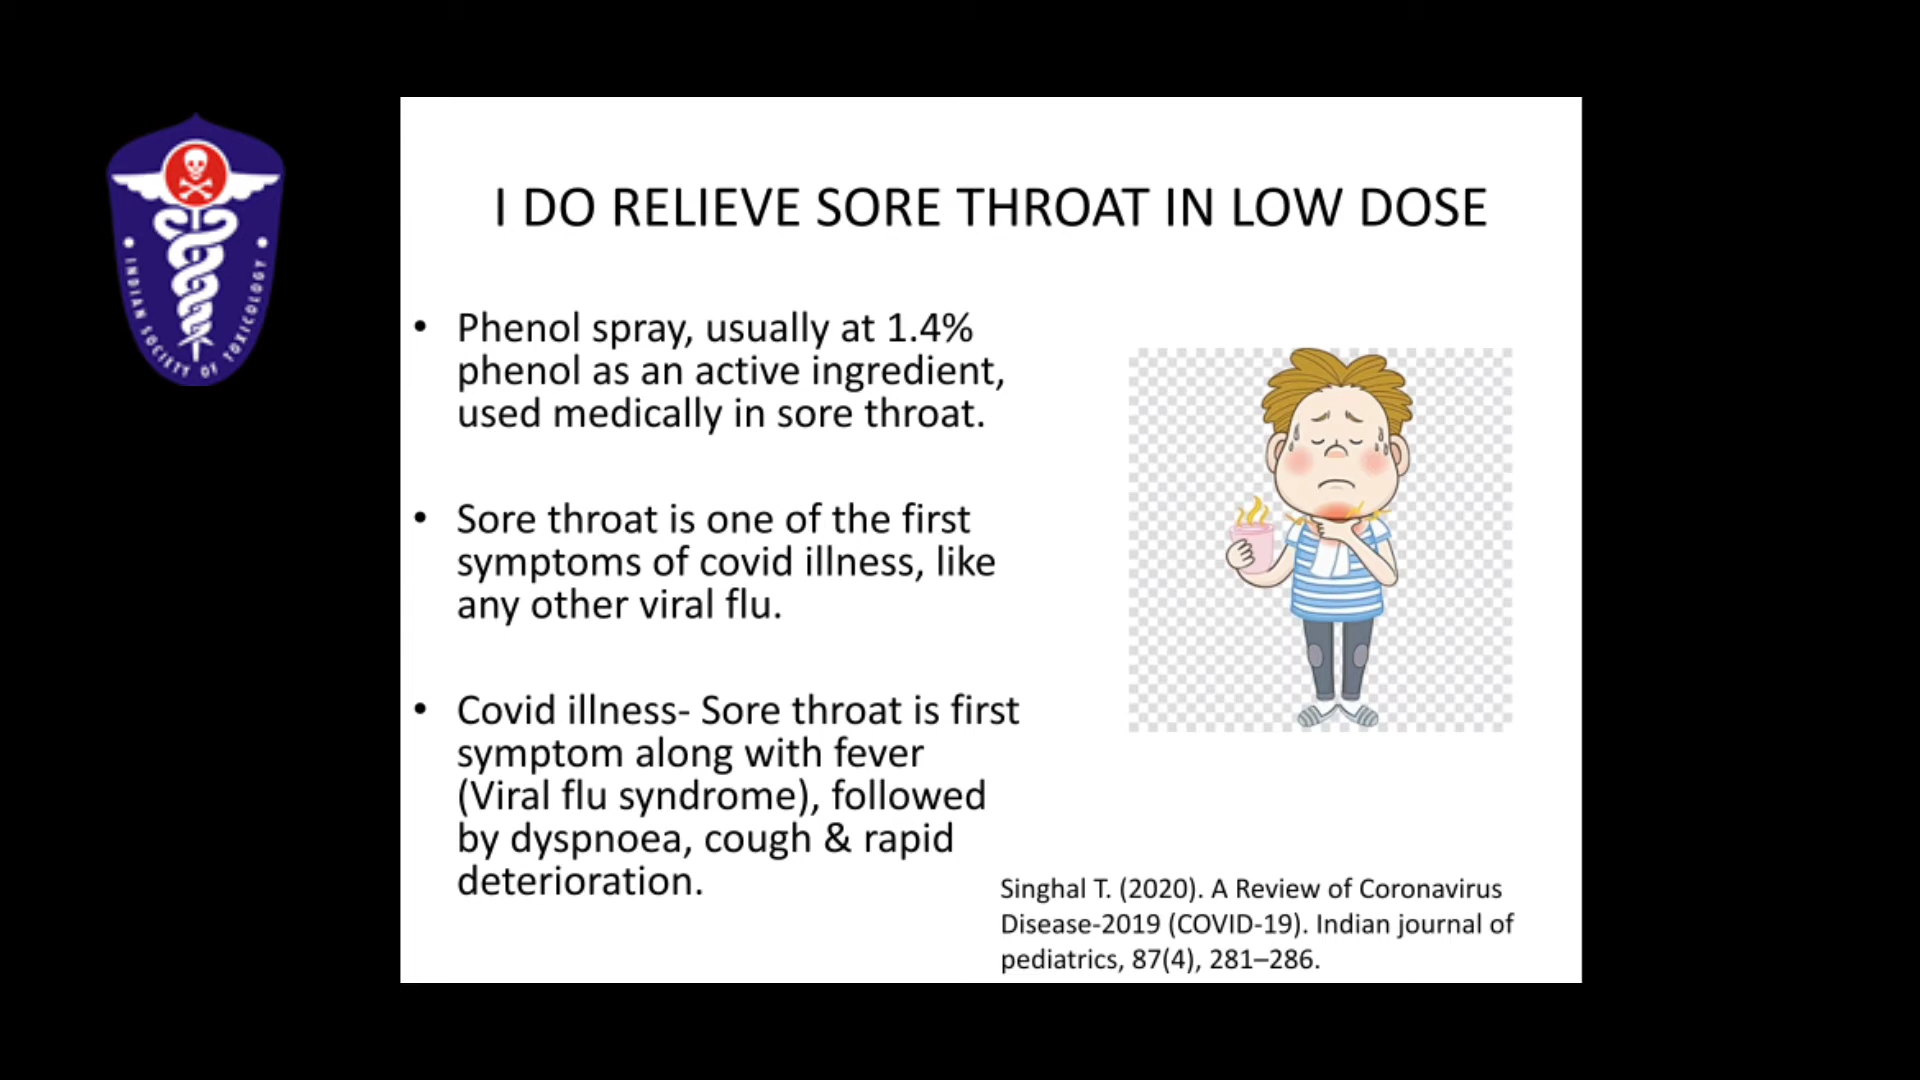 INDIAN SOCIETY OF TOXICOLOGY
I DO RELIEVE SORE THROAT IN LOW DOSE
• Phenol spray, usually at 1.4%
phenol as an active ingredient,
used medically in sore throat.
• Sore throat is one of the first
symptoms of covid illness, like
any other viral flu.
• Covid illness- Sore throat is first
symptom along with fever
(Viral flu syndrome), followed
by dyspnoea, cough & rapid
deterioration.
Singhal T. (2020). A Review of Coronavirus
Disease-2019 (COVID-19). Indian journal of
pediatrics, 87(4), 281–286.